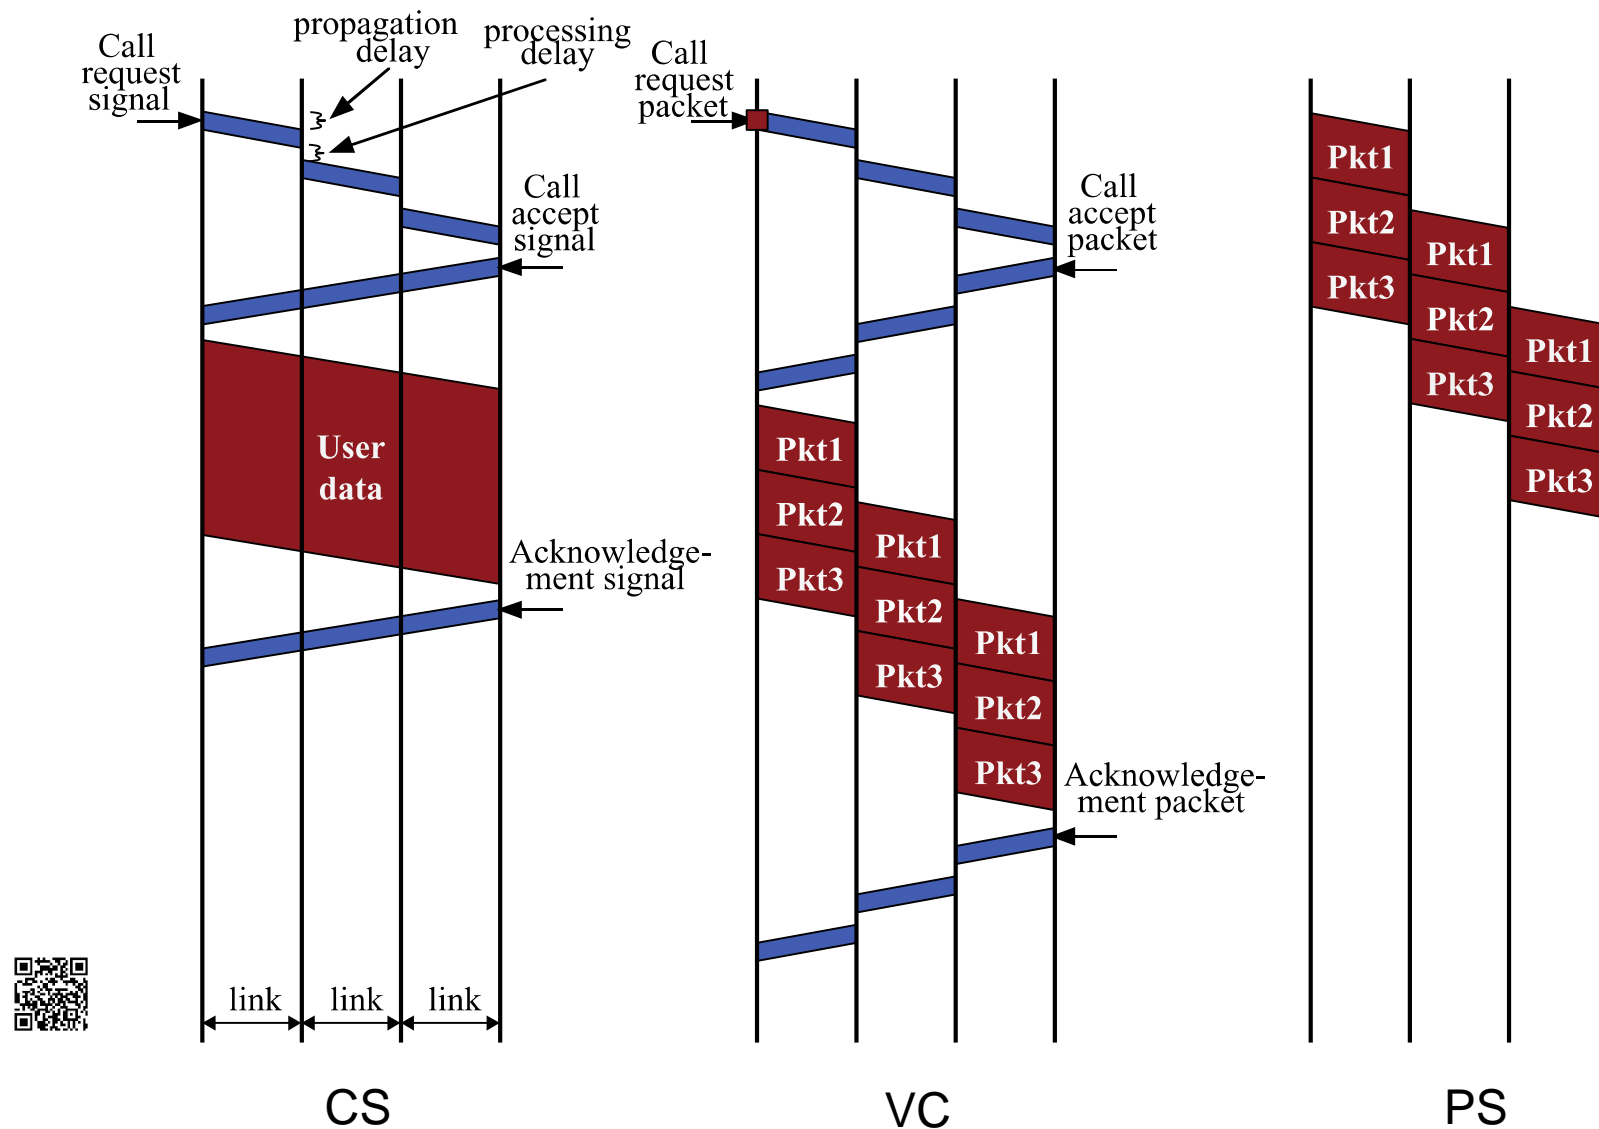 Call
request
signal
propagation
delay
processing
delay
Call
accept
signal
User
data
Acknowledge-
ment signal
link
link
link
CS
Call
request
packet
Call
accept
packet
Pkt1
Pkt2
Pkt3
Pkt1
Pkt2
Pkt3
Pkt1
Pkt2
Pkt3
Acknowledge-
ment packet
VC
Pkt1
Pkt2
Pkt3
Pkt1
Pkt2
Pkt3
Pkt1
Pkt2
Pkt3
PS